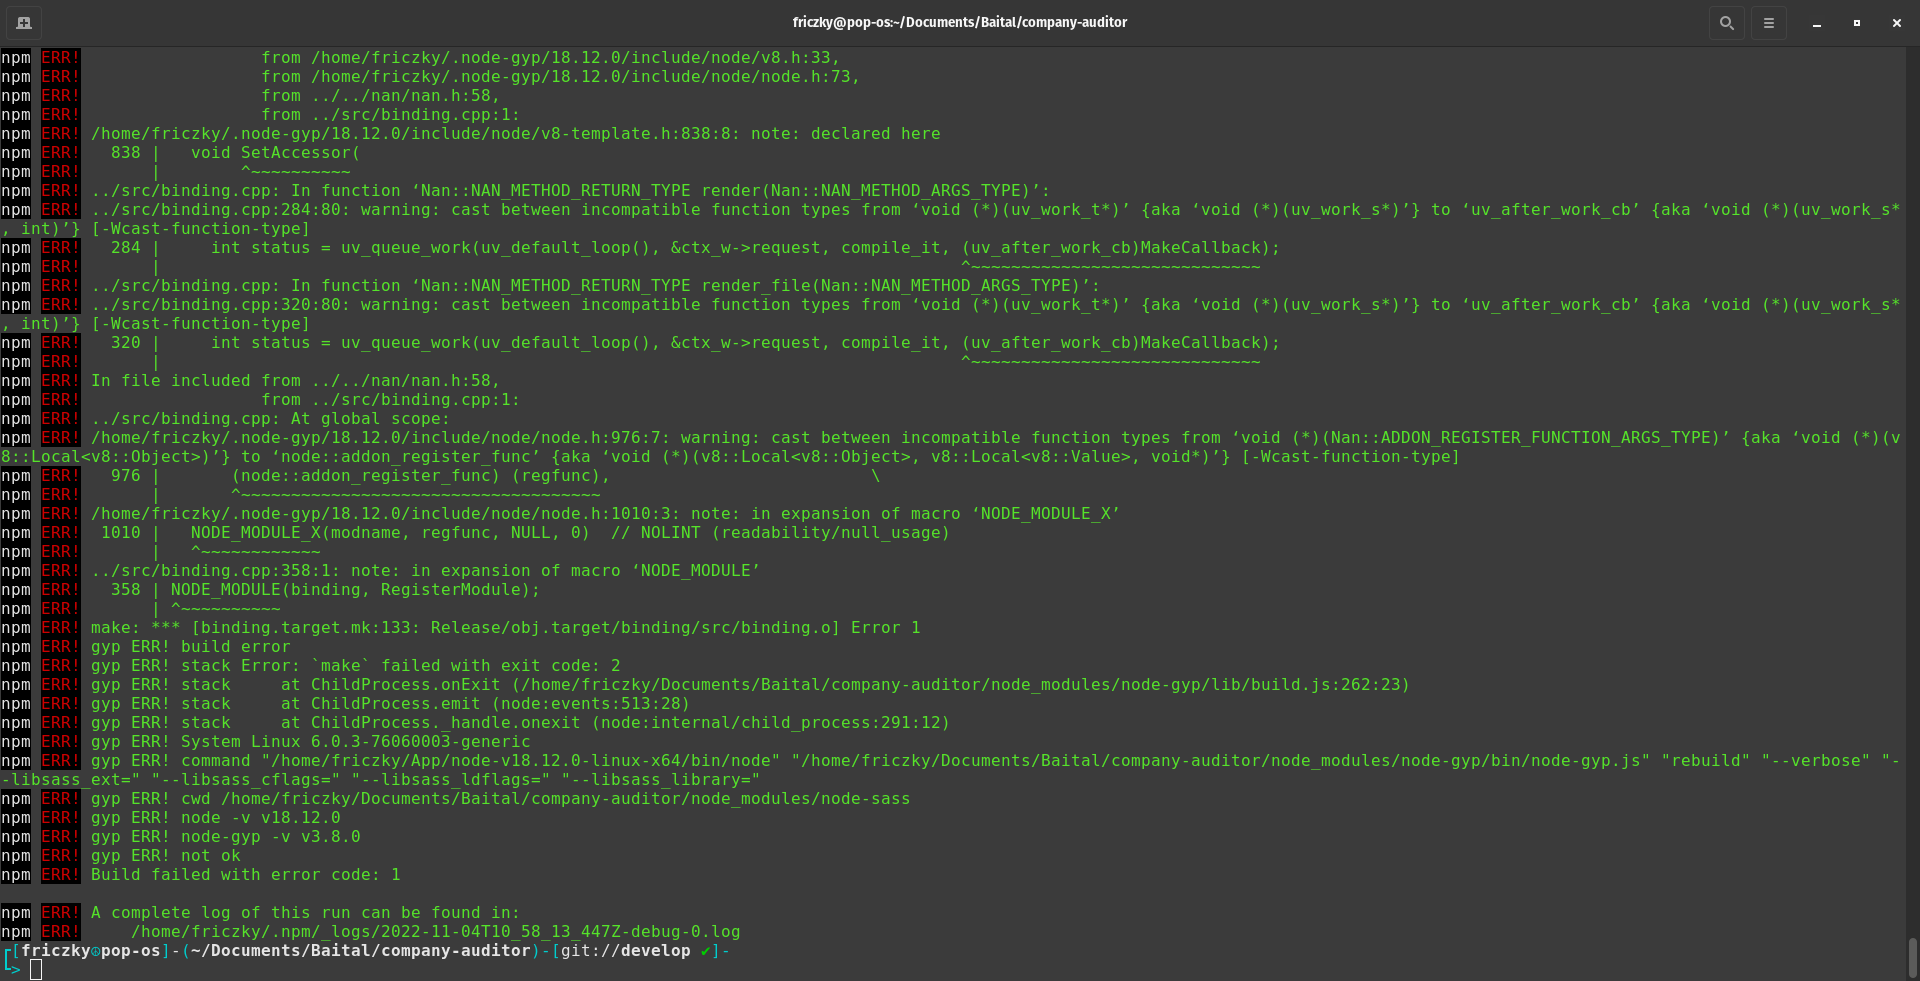 friczky@pop-os:~/Documents/Baital/company-auditor
npm ERR!                  from /home/friczky/.node-gyp/18.12.0/include/node/v8.h:33,
npm ERR!                  from /home/friczky/.node-gyp/18.12.0/include/node/node.h:73,
npm ERR!                  from ../../nan/nan.h:58,
npm ERR!                  from ../src/binding.cpp:1:
npm ERR! /home/friczky/.node-gyp/18.12.0/include/node/v8-template.h:838:8: note: declared here
npm ERR!   838 |   void SetAccessor(
npm ERR!       |        ^~~~~~~~~~~
npm ERR! ../src/binding.cpp: In function ‘Nan::NAN_METHOD_RETURN_TYPE render(Nan::NAN_METHOD_ARGS_TYPE)’:
npm ERR! ../src/binding.cpp:284:80: warning: cast between incompatible function types from ‘void (*)(uv_work_t*)’ {aka ‘void (*)(uv_work_s*)’} to ‘uv_after_work_cb’ {aka ‘void (*)(uv_work_s*
, int)’} [-Wcast-function-type]
npm ERR!   284 |     int status = uv_queue_work(uv_default_loop(), &ctx_w->request, compile_it, (uv_after_work_cb)MakeCallback);
npm ERR!       |                                                                                ^~~~~~~~~~~~~~~~~~~~~~~~~~~~~~
npm ERR! ../src/binding.cpp: In function ‘Nan::NAN_METHOD_RETURN_TYPE render_file(Nan::NAN_METHOD_ARGS_TYPE)’:
npm ERR! ../src/binding.cpp:320:80: warning: cast between incompatible function types from ‘void (*)(uv_work_t*)’ {aka ‘void (*)(uv_work_s*)’} to ‘uv_after_work_cb’ {aka ‘void (*)(uv_work_s*
, int)’} [-Wcast-function-type]
npm ERR!   320 |     int status = uv_queue_work(uv_default_loop(), &ctx_w->request, compile_it, (uv_after_work_cb)MakeCallback);
npm ERR!       |                                                                                ^~~~~~~~~~~~~~~~~~~~~~~~~~~~~~
npm ERR! In file included from ../../nan/nan.h:58,
npm ERR!                  from ../src/binding.cpp:1:
npm ERR! ../src/binding.cpp: At global scope:
npm ERR! /home/friczky/.node-gyp/18.12.0/include/node/node.h:976:7: warning: cast between incompatible function types from ‘void (*)(Nan::ADDON_REGISTER_FUNCTION_ARGS_TYPE)’ {aka ‘void (*)(v
8::Local<v8::Object>)’} to ‘node::addon_register_func’ {aka ‘void (*)(v8::Local<v8::Object>, v8::Local<v8::Value>, void*)’} [-Wcast-function-type]
npm ERR!   976 |       (node::addon_register_func) (regfunc),                          \
npm ERR!       |       ^~~~~~~~~~~~~~~~~~~~~~~~~~~~~~~~~~~~~
npm ERR! /home/friczky/.node-gyp/18.12.0/include/node/node.h:1010:3: note: in expansion of macro ‘NODE_MODULE_X’
npm ERR!  1010 |   NODE_MODULE_X(modname, regfunc, NULL, 0)  // NOLINT (readability/null_usage)
npm ERR!       |   ^~~~~~~~~~~~~
npm ERR! ../src/binding.cpp:358:1: note: in expansion of macro ‘NODE_MODULE’
npm ERR!   358 | NODE_MODULE(binding, RegisterModule);
npm ERR!       | ^~~~~~~~~~~
npm ERR! make: *** [binding.target.mk:133: Release/obj.target/binding/src/binding.o] Error 1
npm ERR! gyp ERR! build error
npm ERR! gyp ERR! stack Error: `make` failed with exit code: 2
npm ERR! gyp ERR! stack     at ChildProcess.onExit (/home/friczky/Documents/Baital/company-auditor/node_modules/node-gyp/lib/build.js:262:23)
npm ERR! gyp ERR! stack     at ChildProcess.emit (node:events:513:28)
npm ERR! gyp ERR! stack     at ChildProcess._handle.onexit (node:internal/child_process:291:12)
npm ERR! gyp ERR! System Linux 6.0.3-76060003-generic
npm ERR! gyp ERR! command "/home/friczky/App/node-v18.12.0-linux-x64/bin/node" "/home/friczky/Documents/Baital/company-auditor/node_modules/node-gyp/bin/node-gyp.js" "rebuild" "--verbose" "-
-libsass_ext=" "--libsass_cflags=" "--libsass_ldflags=" "--libsass_library="
npm ERR! gyp ERR! cwd /home/friczky/Documents/Baital/company-auditor/node_modules/node-sass
npm ERR! gyp ERR! node -v v18.12.0
npm ERR! gyp ERR! node-gyp -v v3.8.0
npm ERR! gyp ERR! not ok
npm ERR! Build failed with error code: 1
npm ERR! A complete log of this run can be found in:
npm ERR!     /home/friczky/.npm/_logs/2022-11-04T10_58_13_447Z-debug-0.log
┌[friczky☮pop-os]-(~/Documents/Baital/company-auditor)-[git://develop ✔]-
└>